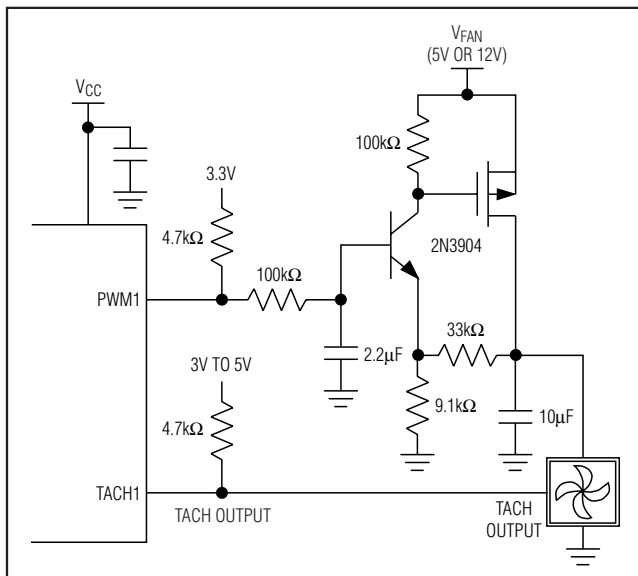 V_FAN
(5V OR 12V)
V_CC
100kΩ
3.3V
4.7kΩ
2N3904
100kΩ
PWM1
33kΩ
2.2µF
3V TO 5V
9.1kΩ
10µF
4.7kΩ
TACH1
TACH OUTPUT
TACH
OUTPUT